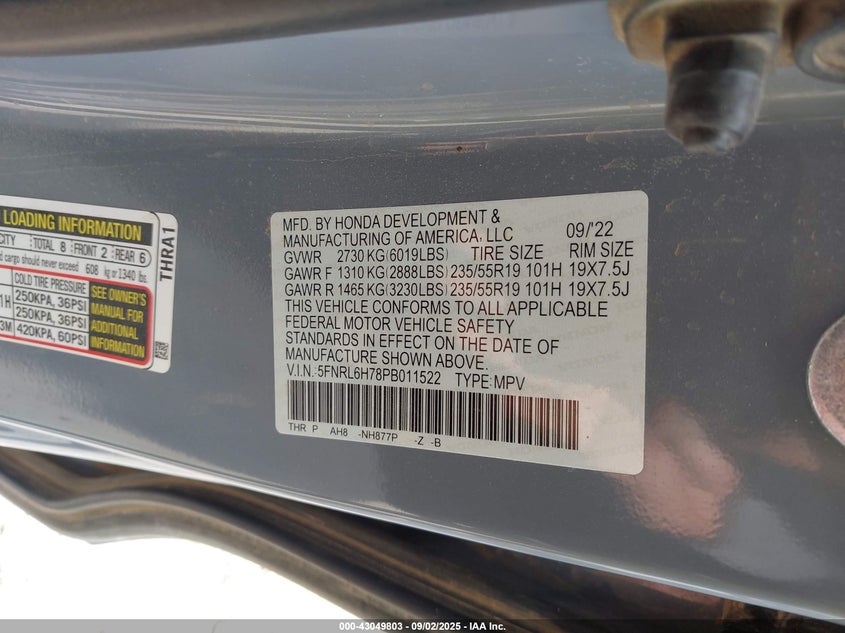 LOADING INFORMATION
CITY TOTAL 8 FRONT 2 REAR 6
d cargo should never exceed 608 kg or 1340 lbs.
COLD TIRE PRESSURE
1H 250KPA, 36PSI
250KPA, 36PSI
3M 420KPA, 60PSI
SEE OWNER'S
MANUAL FOR
ADDITIONAL
INFORMATION
THRA1
MFD. BY HONDA DEVELOPMENT &
MANUFACTURING OF AMERICA, LLC 09/'22
GVWR 2730 KG (6019LBS) TIRE SIZE RIM SIZE
GAWR F 1310 KG (2888LBS) 235/55R19 101H 19X7.5J
GAWR R 1465 KG (3230LBS) 235/55R19 101H 19X7.5J
THIS VEHICLE CONFORMS TO ALL APPLICABLE
FEDERAL MOTOR VEHICLE SAFETY
STANDARDS IN EFFECT ON THE DATE OF
MANUFACTURE SHOWN ABOVE.
V.I.N.:5FNRL6H78PB011522 TYPE:MPV
THR P AH8 -NH877P -Z -B
000-43049803 - 09/02/2025 - IAA Inc.